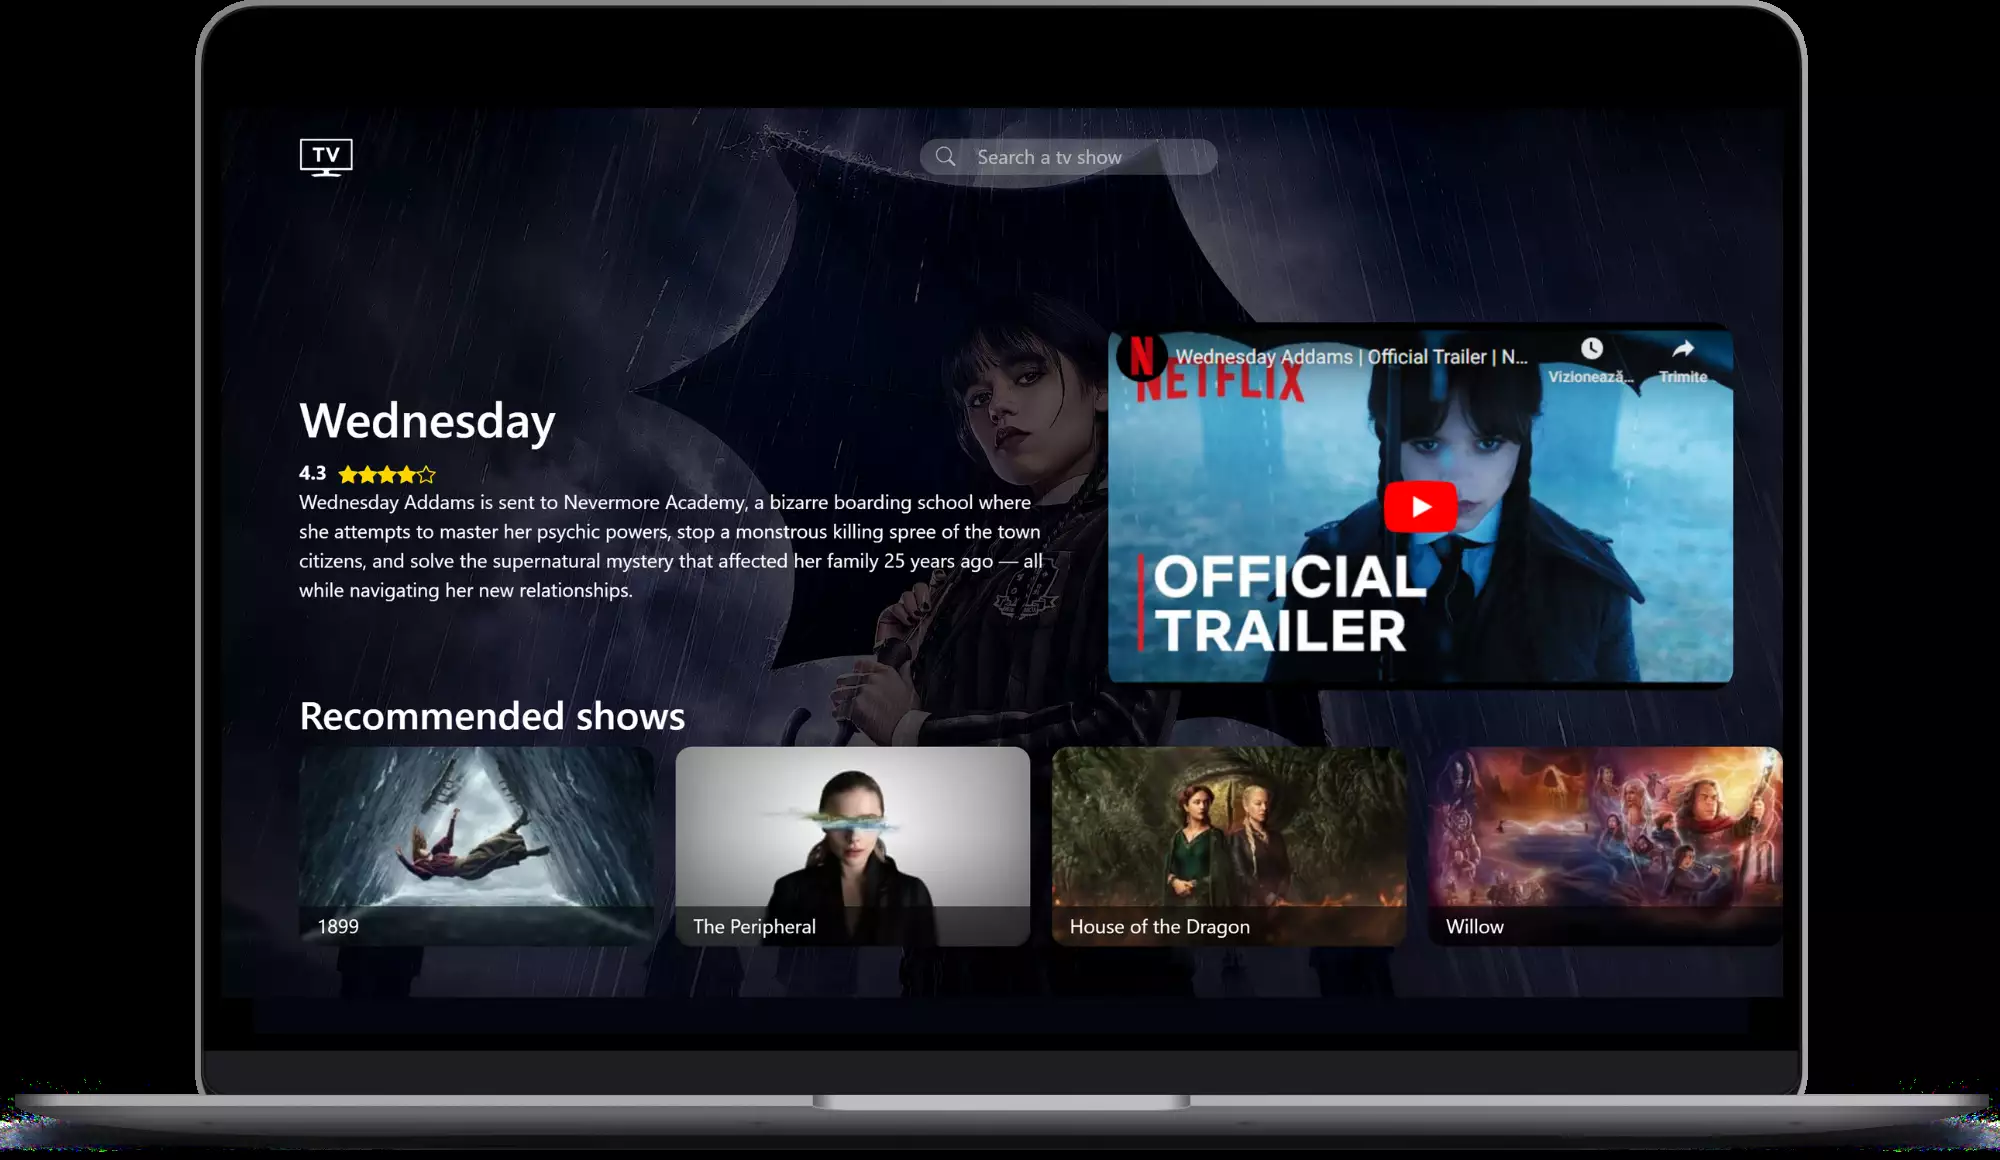 TV
Search a tv show
Wednesday Addams | Official Trailer | N...
Vizionează...
Trimite
NETFLIX
OFFICIAL
TRAILER
Wednesday
4.3
Wednesday Addams is sent to Nevermore Academy, a bizarre boarding school where
she attempts to master her psychic powers, stop a monstrous killing spree of the town
citizens, and solve the supernatural mystery that affected her family 25 years ago — all
while navigating her new relationships.
Recommended shows
1899
The Peripheral
House of the Dragon
Willow